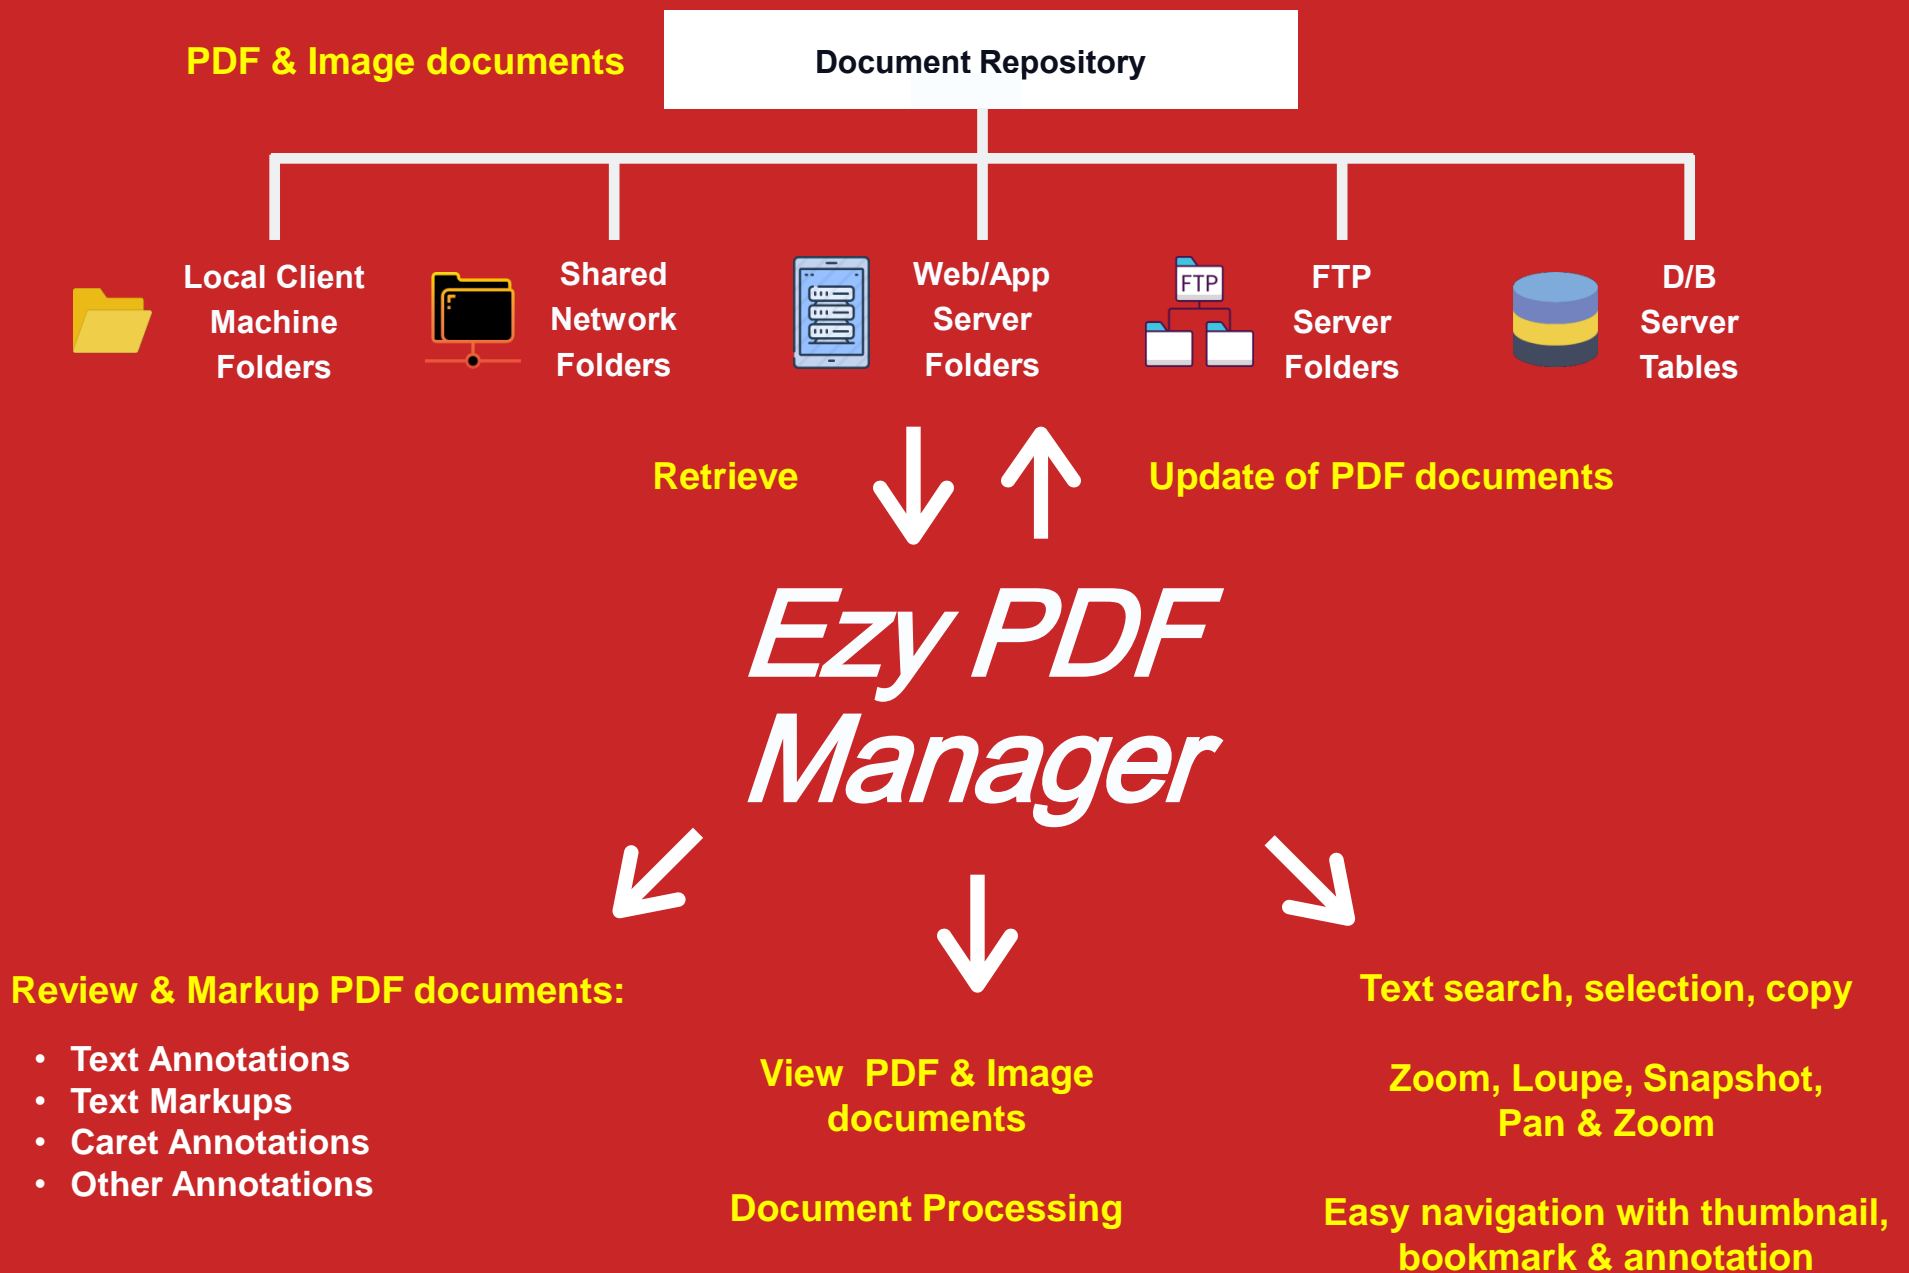 PDF & Image documents
Document Repository
Local Client
Machine
Folders
Shared
Network
Folders
Web/App
Server
Folders
FTP
FTP
Server
Folders
D/B
Server
Tables
Retrieve
Update of PDF documents
Ezy PDF
Manager
Review & Markup PDF documents:
• Text Annotations
• Text Markups
• Caret Annotations
• Other Annotations
View  PDF & Image
documents
Document Processing
Text search, selection, copy
Zoom, Loupe, Snapshot,
Pan & Zoom
Easy navigation with thumbnail,
bookmark & annotation